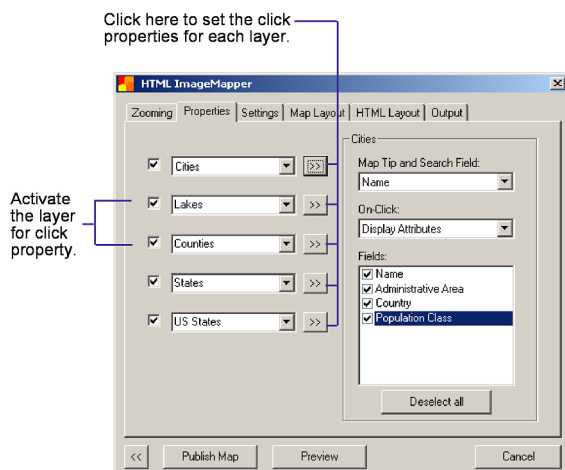 Click here to set the click
properties for each layer.
HTML ImageMapper
Zooming Properties Settings Map Layout HTML Layout Output
Activate
the layer
for click
property.
Cities >>
Lakes >>
Counties >>
States >>
US States >>
Cities
Map Tip and Search Field:
Name
On-Click:
Display Attributes
Fields:
Name
Administrative Area
Country
Population Class
Deselect all
<< Publish Map Preview Cancel